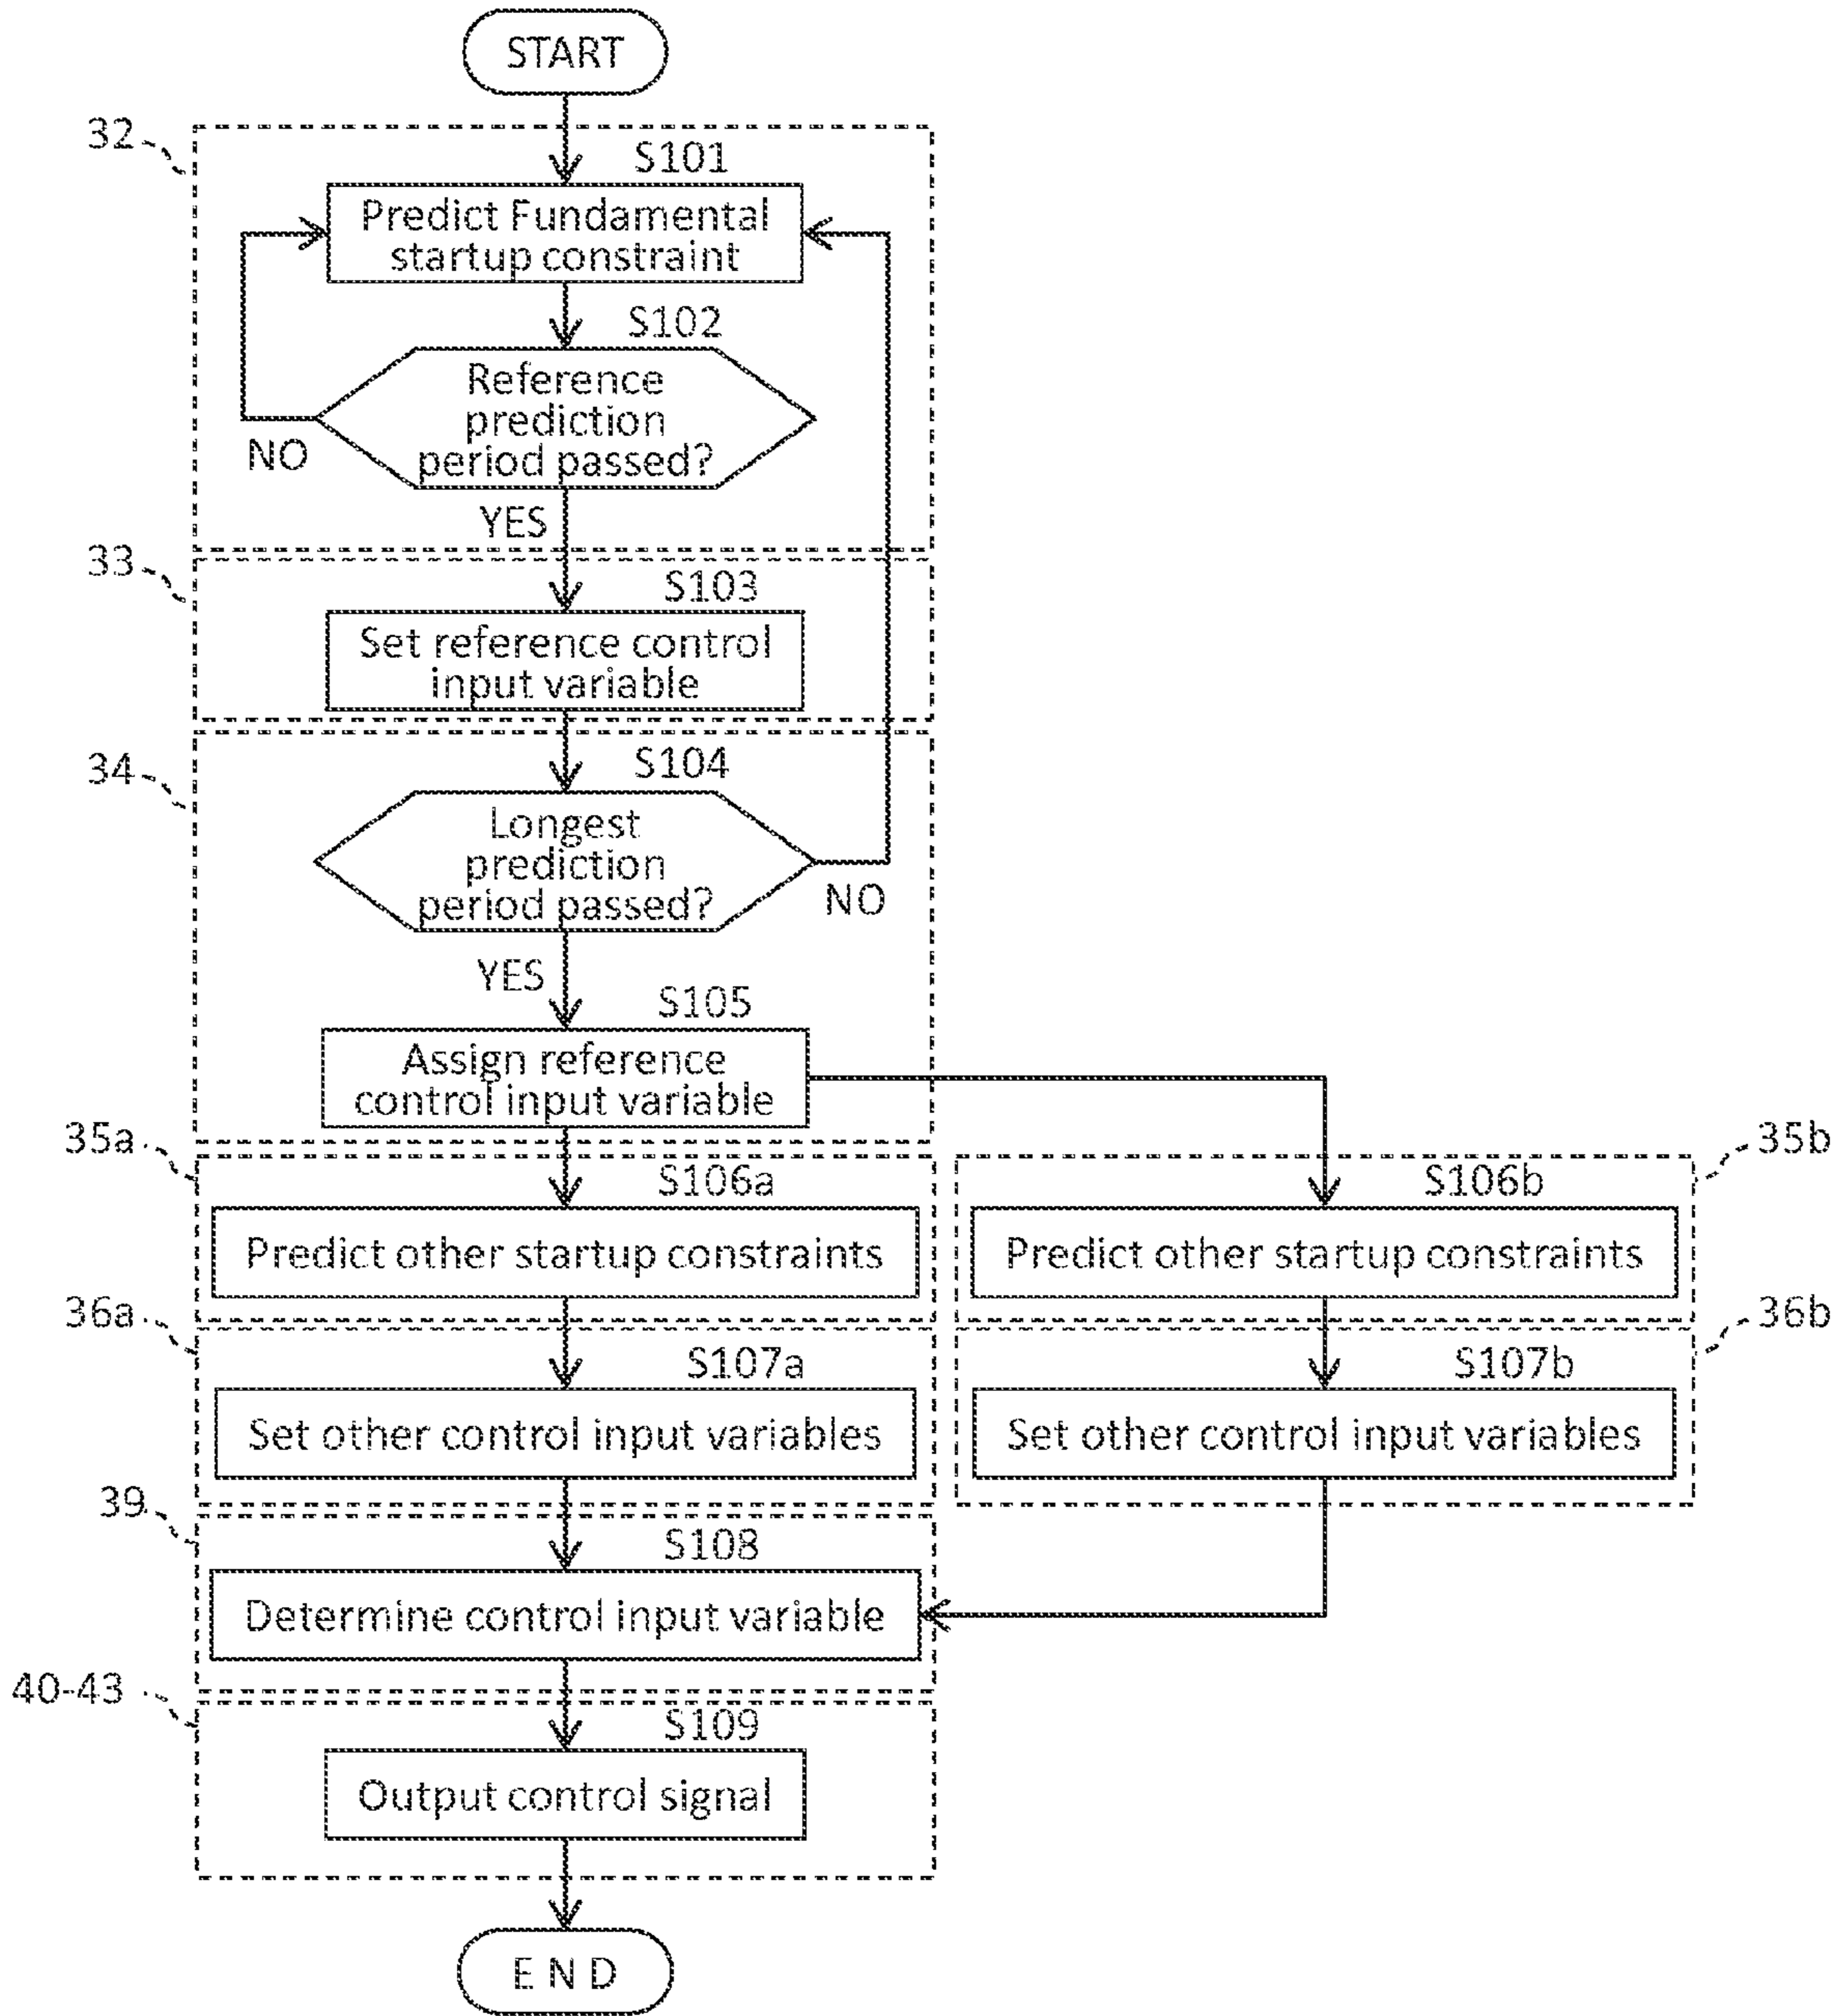 START
32
S101
Predict Fundamental
startup constraint
S102
Reference
prediction
period passed?
NO
YES
33
S103
Set reference control
input variable
34
S104
Longest
prediction
period passed?
NO
YES
S105
Assign reference
control input variable
35a
35b
S106a
S106b
Predict other startup constraints
Predict other startup constraints
36a
36b
S107a
S107b
Set other control input variables
Set other control input variables
39
S108
Determine control input variable
40-43
S109
Output control signal
END